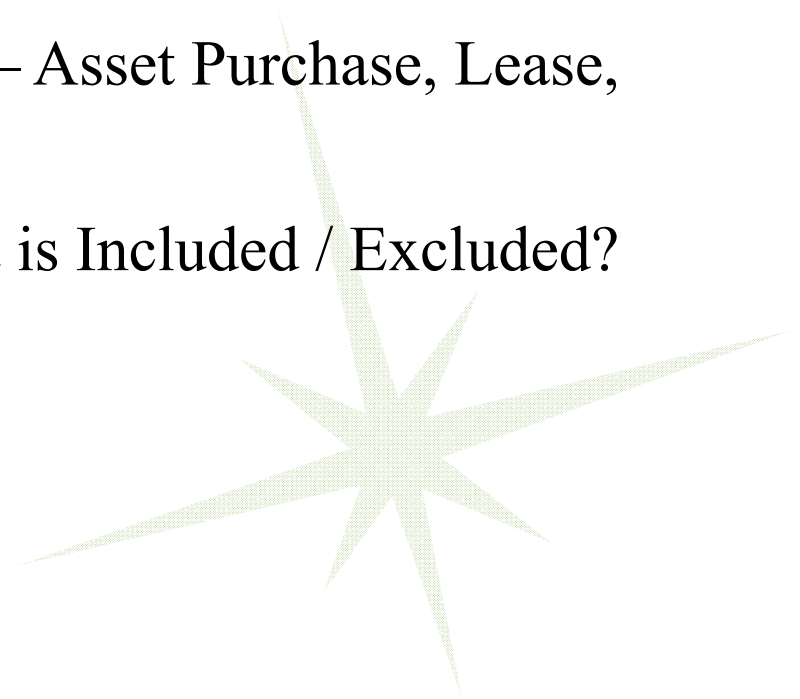 – Asset Purchase, Lease,
is Included / Excluded?